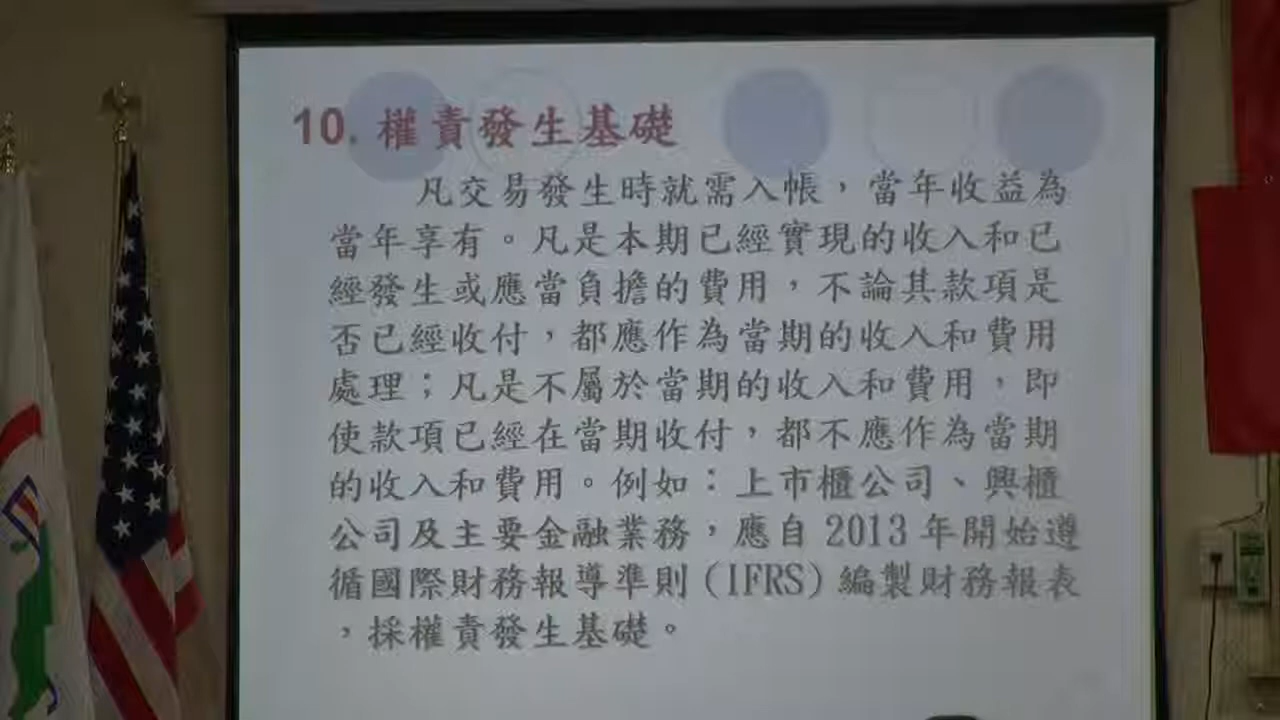 10. 權責發生基礎
凡交易發生時就需入帳，當年收益為
當年享有。凡是本期已經實現的收入和已
經發生或應當負擔的費用，不論其款項是
否已經收付，都應作為當期的收入和費用
處理；凡是不屬於當期的收入和費用，即
使款項已經在當期收付，都不應作為當期
的收入和費用。例如：上市櫃公司、興櫃
公司及主要金融業務，應自 2013 年開始遵
循國際財務報導準則(IFRS)編製財務報表
，採權責發生基礎。